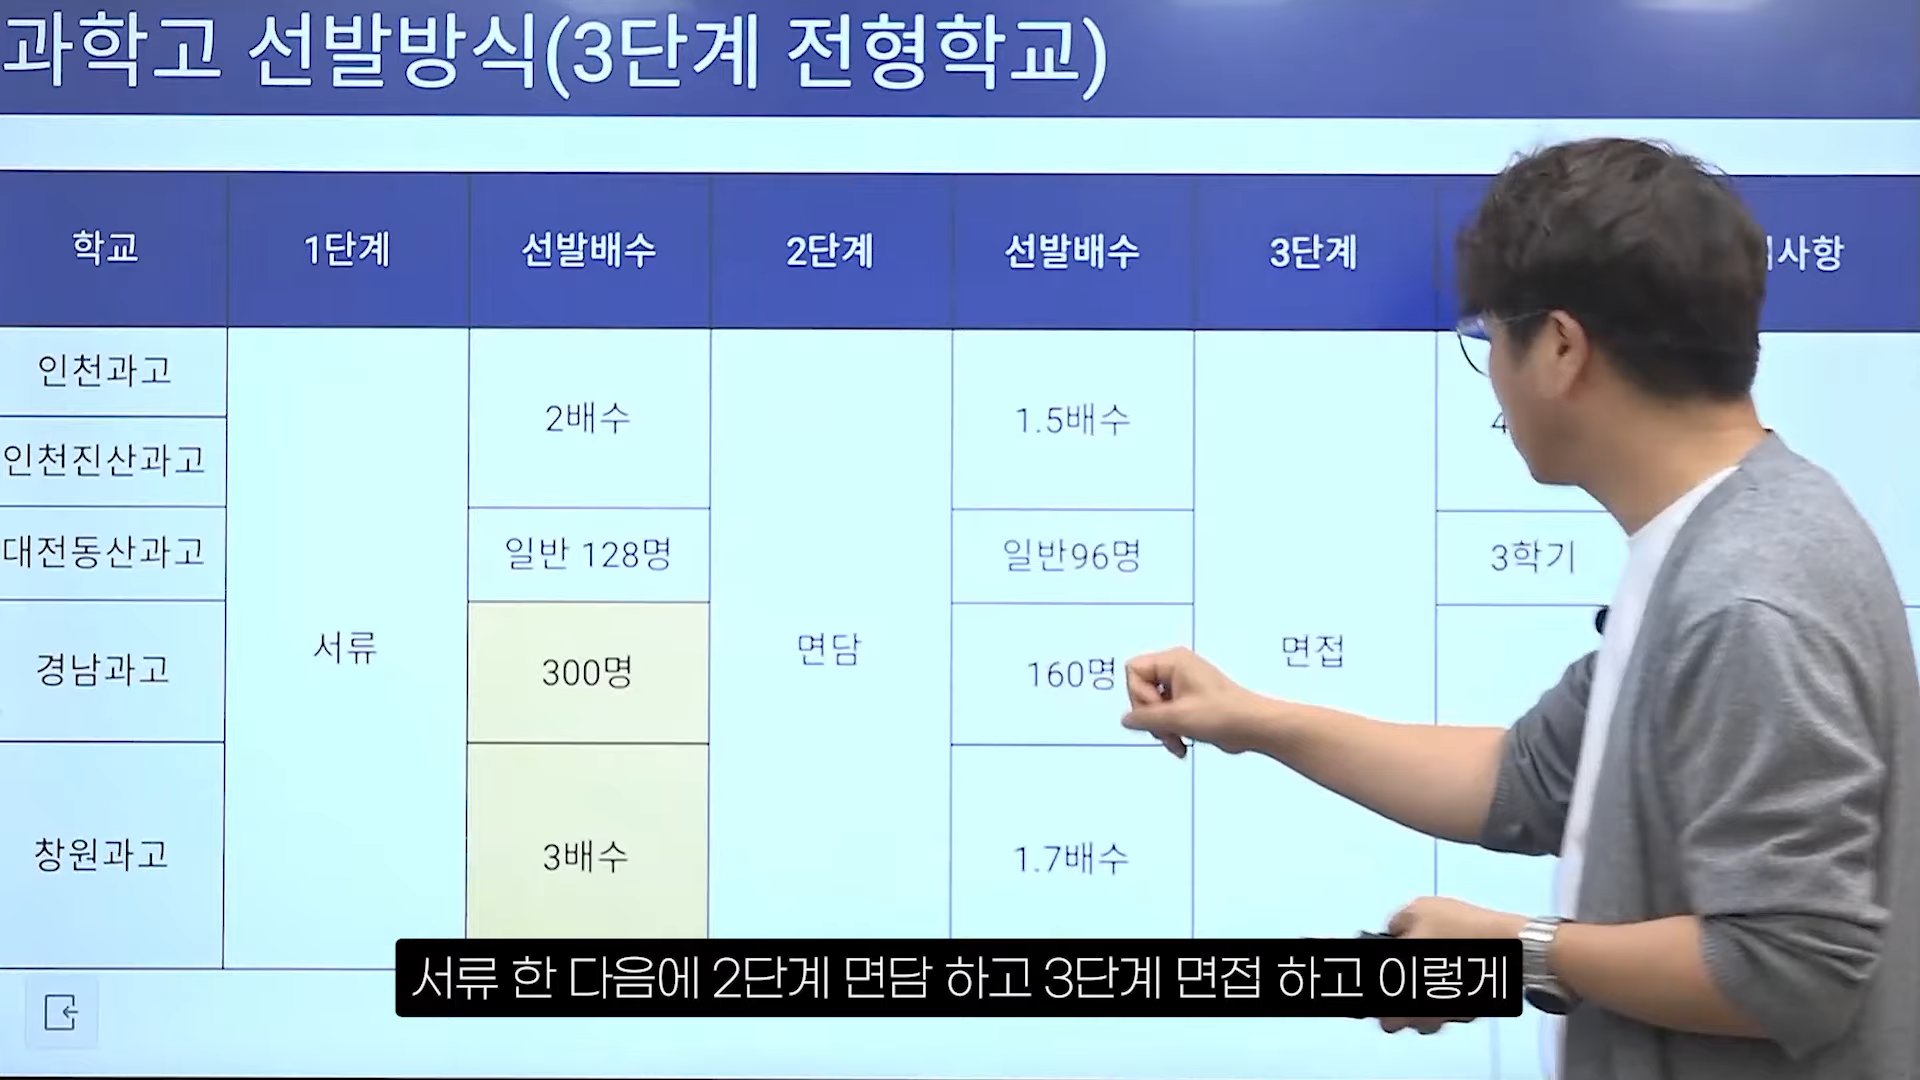 과학고 선발방식(3단계 전형학교)
학교 1단계 선발배수 2단계 선발배수 3단계
인천과고
2배수 1.5배수
인천진산과고
대전동산과고 일반 128명 일반96명 3학기
서류 면담 면접
경남과고 300명 160명
창원과고 3배수 1.7배수
서류 한 다음에 2단계 면담 하고 3단계 면접 하고 이렇게